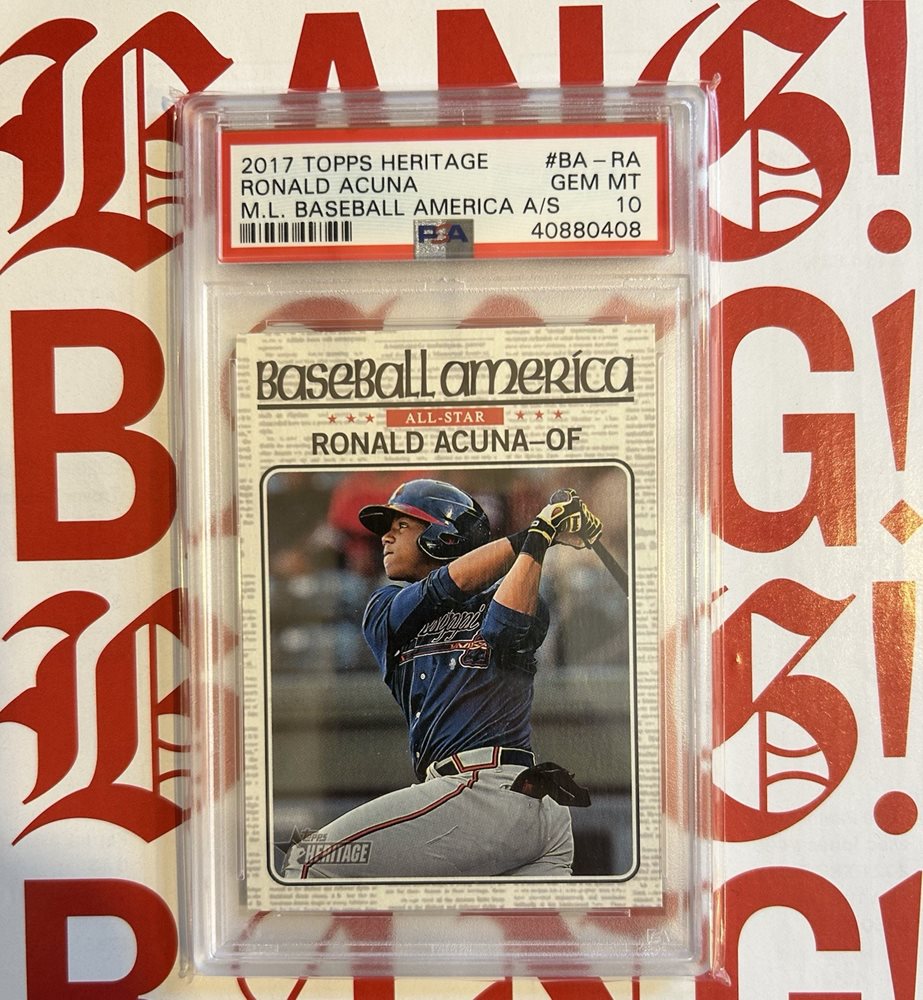 BANG!
2017 TOPPS HERITAGE #BA-RA
RONALD ACUNA GEM MT
M.L. BASEBALL AMERICA A/S 10
PSA 40880408
BANG!
Baseball america
ALL-STAR
RONALD ACUNA-OF
BANG!
TOPPS
HERITAGE
BANG!